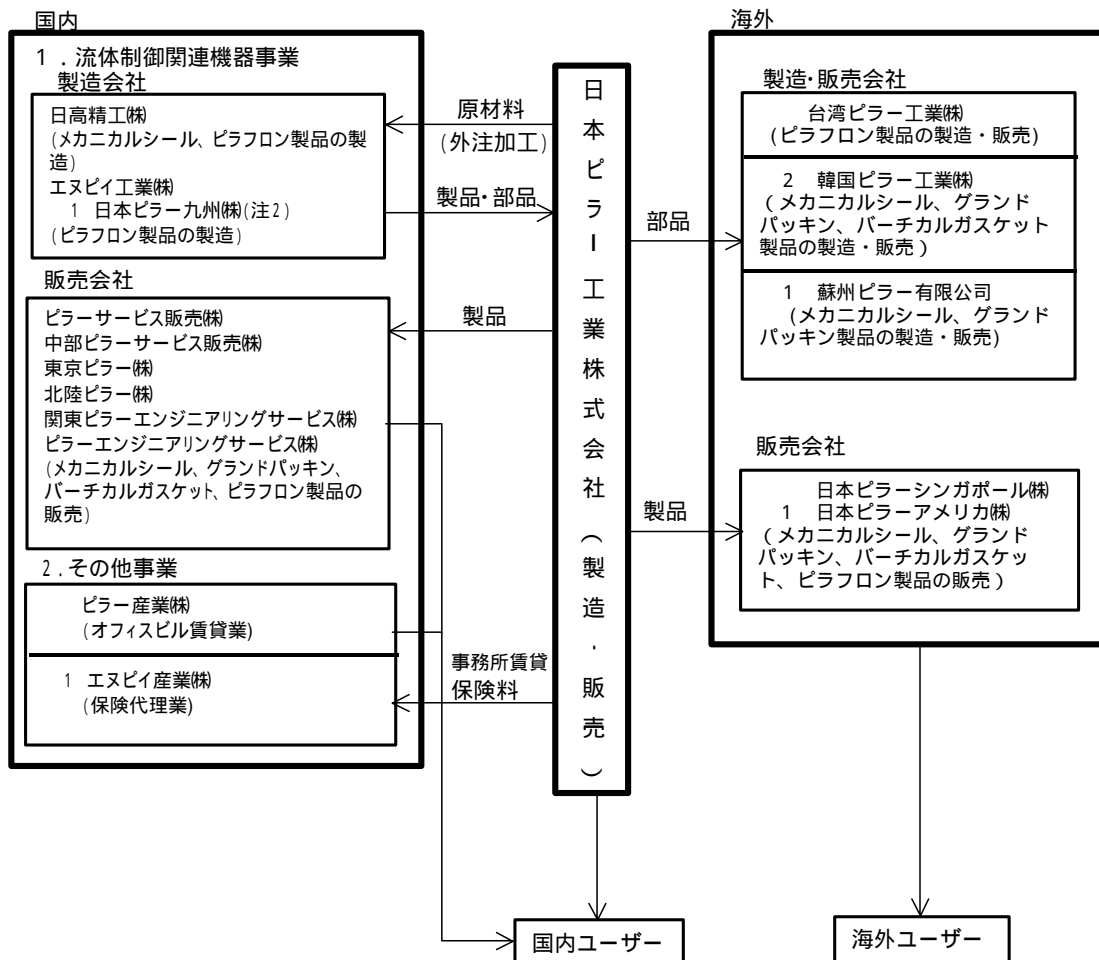 国内
1．流体制御関連機器事業
製造会社
日高精工㈱
(メカニカルシール、ピラフロン製品の製
造)
エヌピイ工業㈱
1 日本ピラー九州㈱(注2)
(ピラフロン製品の製造)
販売会社
ピラーサービス販売㈱
中部ピラーサービス販売㈱
東京ピラー㈱
北陸ピラー㈱
関東ピラーエンジニアリングサービス㈱
ピラーエンジニアリングサービス㈱
(メカニカルシール、グランドパッキン、
バーチカルガスケット、ピラフロン製品の
販売)
2．その他事業
ピラー産業㈱
(オフィスビル賃貸業)
1 エヌピイ産業㈱
(保険代理業)
原材料
(外注加工)
製品・部品
製品
事務所賃貸
保険料
日本ピラー工業株式会社（製造・販売）
部品
製品
海外
製造・販売会社
台湾ピラー工業㈱
(ピラフロン製品の製造・販売)
2 韓国ピラー工業㈱
(メカニカルシール、グランド
パッキン、バーチカルガスケット
製品の製造・販売)
1 蘇州ピラー有限公司
(メカニカルシール、グランド
パッキン製品の製造・販売)
販売会社
日本ピラーシンガポール㈱
1 日本ピラーアメリカ㈱
(メカニカルシール、グランド
パッキン、バーチカルガスケッ
ト、ピラフロン製品の販売)
国内ユーザー
海外ユーザー